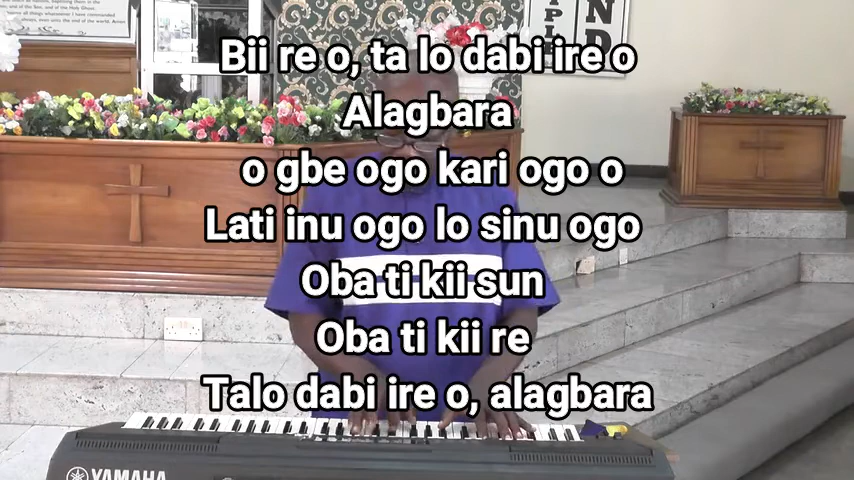 Bii re o, ta lo dabi ire o
Alagbara
o gbe ogo kari ogo o
Lati inu ogo lo sinu ogo
Oba ti kii sun
Oba ti kii re
Talo dabi ire o, alagbara
YAMAHA